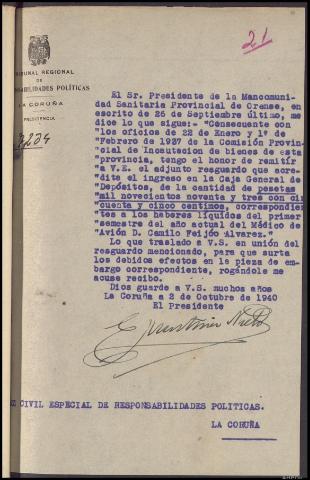 21
TRIBUNAL REGIONAL
DE
RESPONSABILIDADES POLÍTICAS
LA CORUÑA
PRESIDENCIA
El Sr. Presidente de la Mancomuni-
dad Sanitaria Provincial de Orense, en
escrito de 26 de Septiembre último, me
dice lo que sigue:- "Consecuente con
"los oficios de 22 de Enero y 1º de
"Febrero de 1937 de la Comisión Provin-
"cial de Incautación de bienes de esta
"provincia, tengo el honor de remitir
"a V.E. el adjunto resguardo que acre-
"dita el ingreso en la Caja General de
"Depósitos, de la cantidad de pesetas
"mil novecientos noventa y tres con cin
"cuenta y cinco centimos, correspondien
"tes a los haberes líquidos del primer
"semestre del año actual del Médico de
"Avión D. Camilo Feijóo Alvarez."
Lo que traslado a V.S. en unión del
resguardo mencionado, para que surta
los debidos efectos en la pieza de em-
bargo correspondiente, rogándole me
acuse recibo.
Dios guarde a V.S. muchos años
La Coruña a 2 de Octubre de 1940
El Presidente
CIVIL ESPECIAL DE RESPONSABILIDADES POLITICAS.
LA CORUÑA